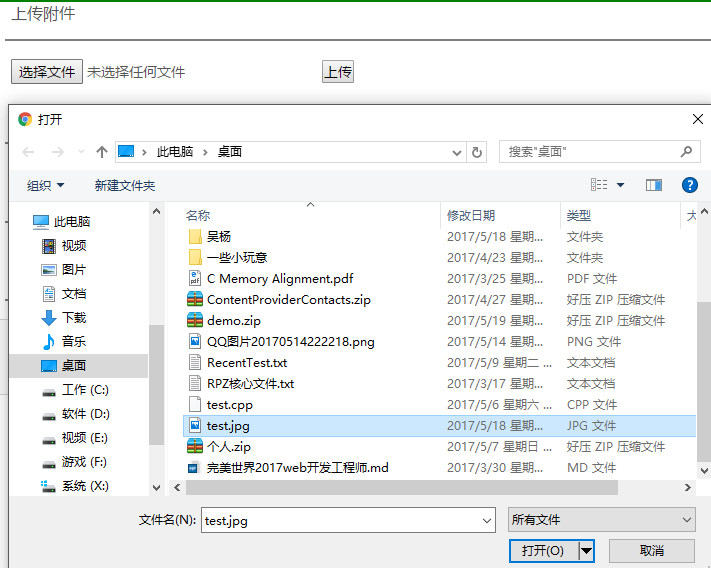 上传附件
选择文件 未选择任何文件 上传
打开
此电脑 桌面 搜索"桌面"
组织 新建文件夹
名称 修改日期 类型 大
此电脑
视频
图片
文档
下载
音乐
桌面
工作 (C:)
软件 (D:)
视频 (E:)
游戏 (F:)
系统 (X:)
吴杨 2017/5/18 星期... 文件夹
一些小玩意 2017/4/23 星期... 文件夹
C Memory Alignment.pdf 2017/3/25 星期... PDF 文件
ContentProviderContacts.zip 2017/4/27 星期... 好压 ZIP 压缩文件
demo.zip 2017/5/19 星期... 好压 ZIP 压缩文件
QQ图片20170514222218.png 2017/5/14 星期... PNG 文件
RecentTest.txt 2017/5/9 星期二 ... 文本文档
RPZ核心文件.txt 2017/3/17 星期... 文本文档
test.cpp 2017/5/6 星期六 ... CPP 文件
test.jpg 2017/5/18 星期... JPG 文件
个人.zip 2017/5/7 星期日 ... 好压 ZIP 压缩文件
完美世界2017web开发工程师.md 2017/3/30 星期... MD 文件
文件名(N): test.jpg 所有文件
打开(O) 取消